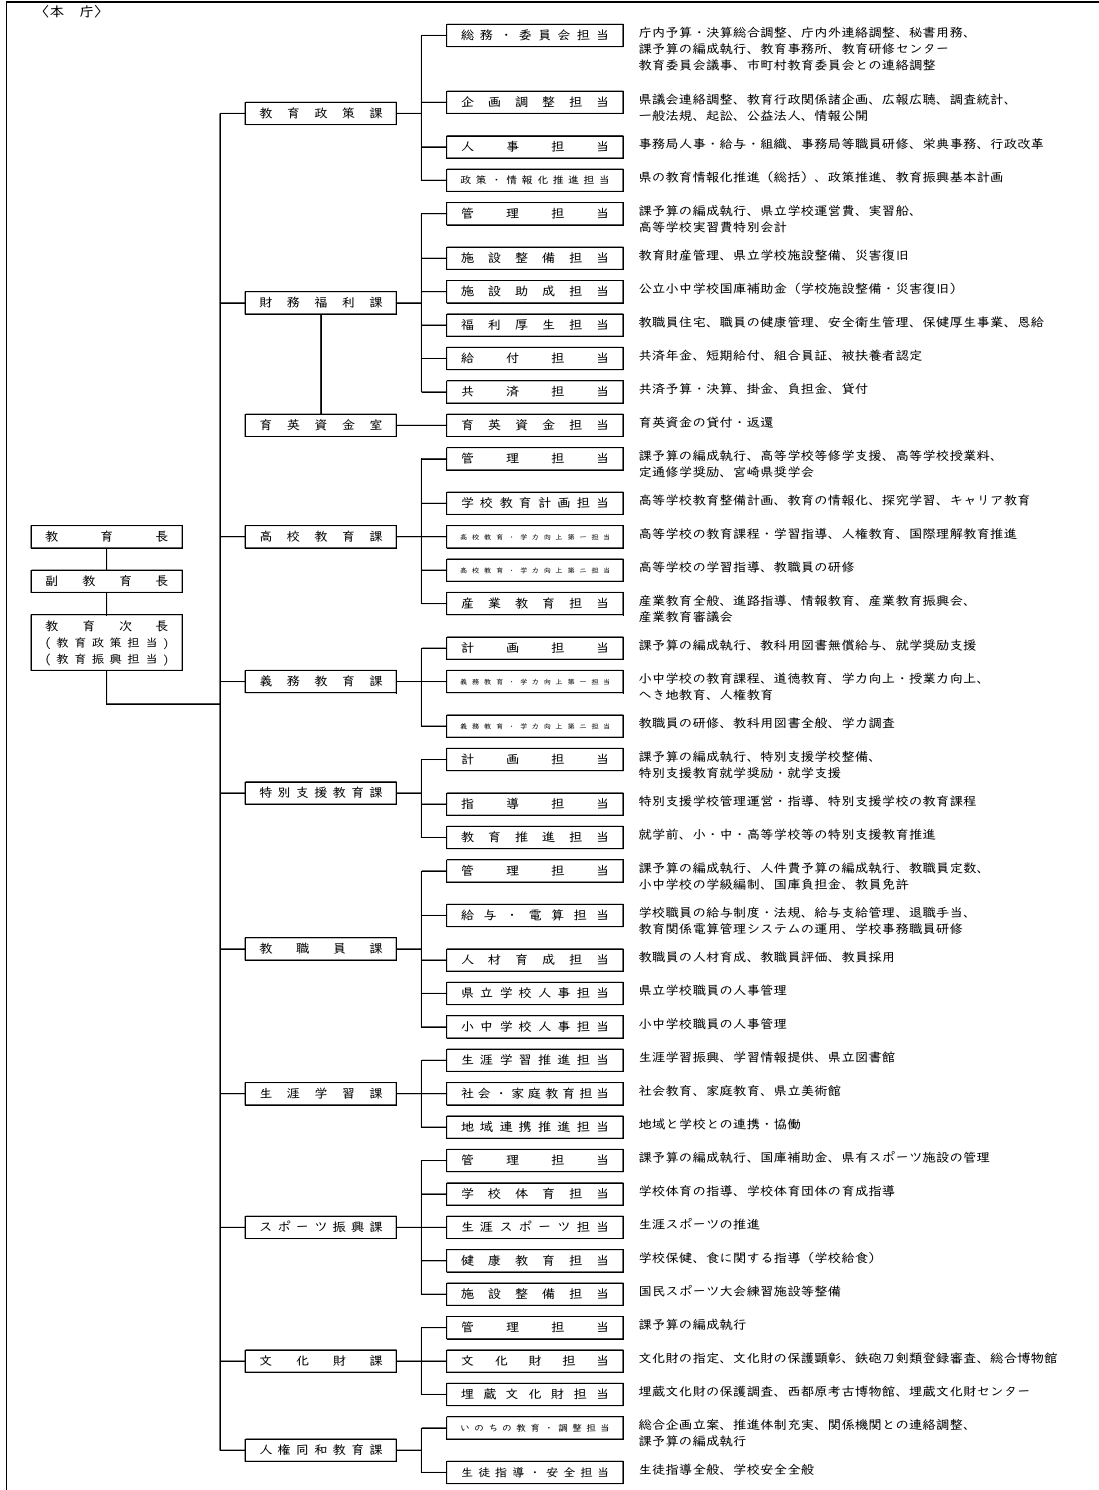 〈本　庁〉
教育長
副教育長
教育次長
(教育政策担当)
(教育振興担当)
教育政策課
総務・委員会担当
庁内予算・決算総合調整、庁内外連絡調整、秘書用務、
課予算の編成執行、教育事務所、教育研修センター
教育委員会議事、市町村教育委員会との連絡調整
企画調整担当
県議会連絡調整、教育行政関係諸企画、広報広聴、調査統計、
一般法規、起訟、公益法人、情報公開
人事担当
事務局人事・給与・組織、事務局等職員研修、栄典事務、行政改革
政策・情報化推進担当
県の教育情報化推進（総括）、政策推進、教育振興基本計画
財務福利課
管理担当
課予算の編成執行、県立学校運営費、実習船、
高等学校実習費特別会計
施設整備担当
教育財産管理、県立学校施設整備、災害復旧
施設助成担当
公立小中学校国庫補助金（学校施設整備・災害復旧）
福利厚生担当
教職員住宅、職員の健康管理、安全衛生管理、保健厚生事業、恩給
給付担当
共済年金、短期給付、組合員証、被扶養者認定
共済担当
共済予算・決算、掛金、負担金、貸付
育英資金室
育英資金担当
育英資金の貸付・返還
高校教育課
管理担当
課予算の編成執行、高等学校等修学支援、高等学校授業料、
定通修学奨励、宮崎県奨学会
学校教育計画担当
高等学校教育整備計画、教育の情報化、探究学習、キャリア教育
高校教育・学力向上第一担当
高等学校の教育課程・学習指導、人権教育、国際理解教育推進
高校教育・学力向上第二担当
高等学校の学習指導、教職員の研修
産業教育担当
産業教育全般、進路指導、情報教育、産業教育振興会、
産業教育審議会
義務教育課
計画担当
課予算の編成執行、教科用図書無償給与、就学奨励支援
義務教育・学力向上第一担当
小中学校の教育課程、道徳教育、学力向上・授業力向上、
へき地教育、人権教育
義務教育・学力向上第二担当
教職員の研修、教科用図書全般、学力調査
特別支援教育課
計画担当
課予算の編成執行、特別支援学校整備、
特別支援教育就学奨励・就学支援
指導担当
特別支援学校管理運営・指導、特別支援学校の教育課程
教育推進担当
就学前、小・中・高等学校等の特別支援教育推進
教職員課
管理担当
課予算の編成執行、人件費予算の編成執行、教職員定数、
小中学校の学級編制、国庫負担金、教員免許
給与・電算担当
学校職員の給与制度・法規、給与支給管理、退職手当、
教育関係電算管理システムの運用、学校事務職員研修
人材育成担当
教職員の人材育成、教職員評価、教員採用
県立学校人事担当
県立学校職員の人事管理
小中学校人事担当
小中学校職員の人事管理
生涯学習課
生涯学習推進担当
生涯学習振興、学習情報提供、県立図書館
社会・家庭教育担当
社会教育、家庭教育、県立美術館
地域連携推進担当
地域と学校との連携・協働
スポーツ振興課
管理担当
課予算の編成執行、国庫補助金、県有スポーツ施設の管理
学校体育担当
学校体育の指導、学校体育団体の育成指導
生涯スポーツ担当
生涯スポーツの推進
健康教育担当
学校保健、食に関する指導（学校給食）
施設整備担当
国民スポーツ大会練習施設等整備
文化財課
管理担当
課予算の編成執行
文化財担当
文化財の指定、文化財の保護顕彰、鉄砲刀剣類登録審査、総合博物館
埋蔵文化財担当
埋蔵文化財の保護調査、西都原考古博物館、埋蔵文化財センター
人権同和教育課
いのちの教育・調整担当
総合企画立案、推進体制充実、関係機関との連絡調整、
課予算の編成執行
生徒指導・安全担当
生徒指導全般、学校安全全般